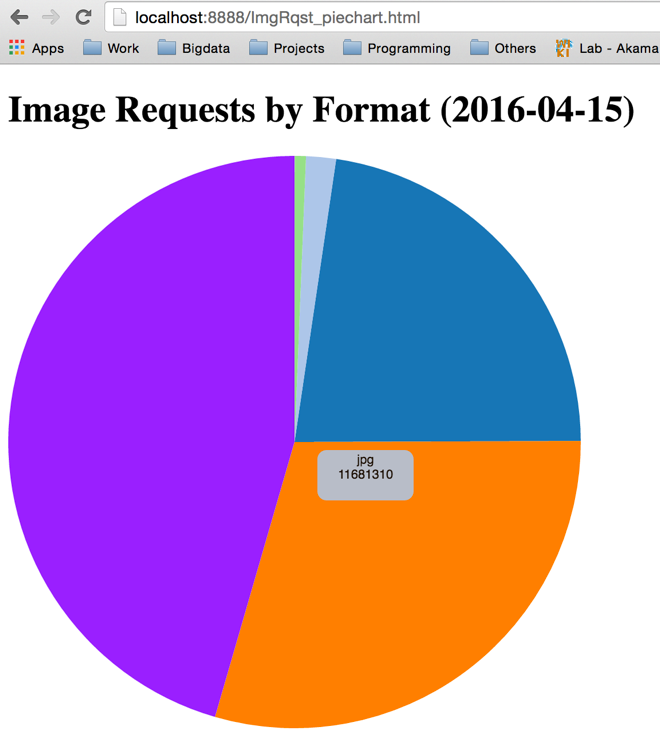 localhost:8888/ImgRqst_piechart.html
Apps Work Bigdata Projects Programming Others Lab - Akama
Image Requests by Format (2016-04-15)
jpg
11681310